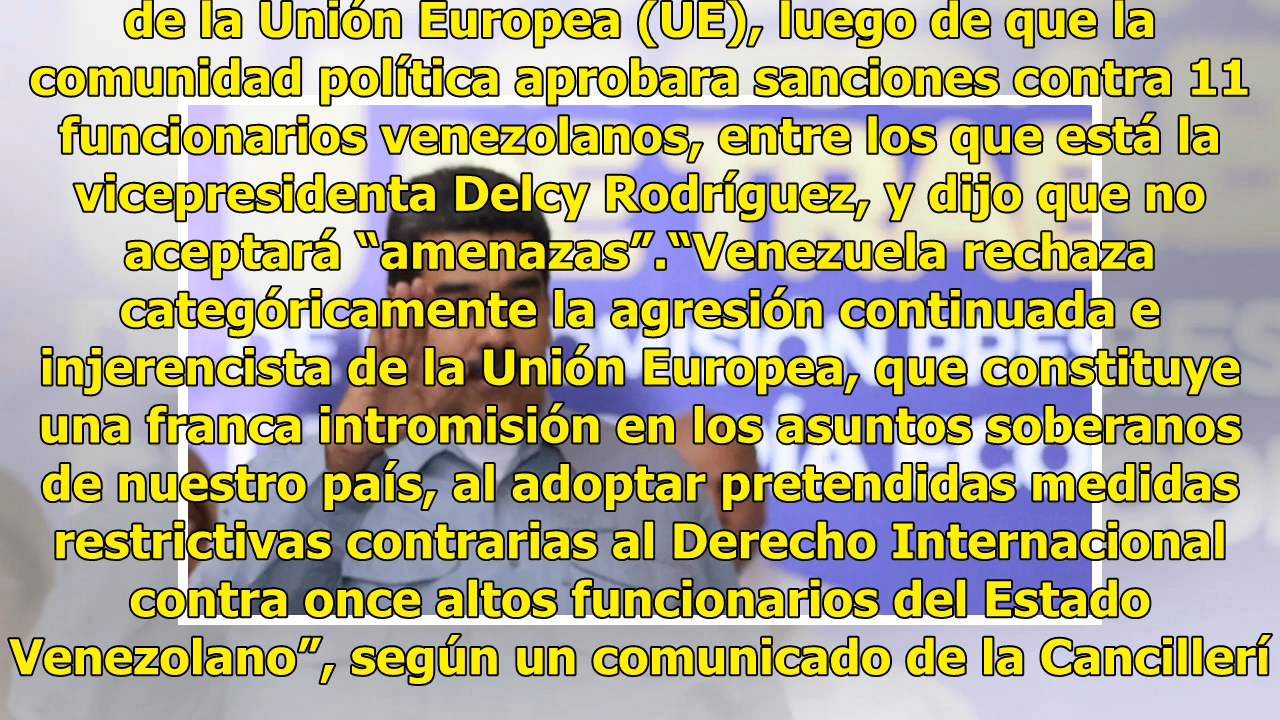 de la Unión Europea (UE), luego de que la
comunidad política aprobara sanciones contra 11
funcionarios venezolanos, entre los que está la
vicepresidenta Delcy Rodríguez, y dijo que no
aceptará “amenazas”.“Venezuela rechaza
categóricamente la agresión continuada e
injerencista de la Unión Europea, que constituye
una franca intromisión en los asuntos soberanos
de nuestro país, al adoptar pretendidas medidas
restrictivas contrarias al Derecho Internacional
contra once altos funcionarios del Estado
Venezolano”, según un comunicado de la Cancillerí